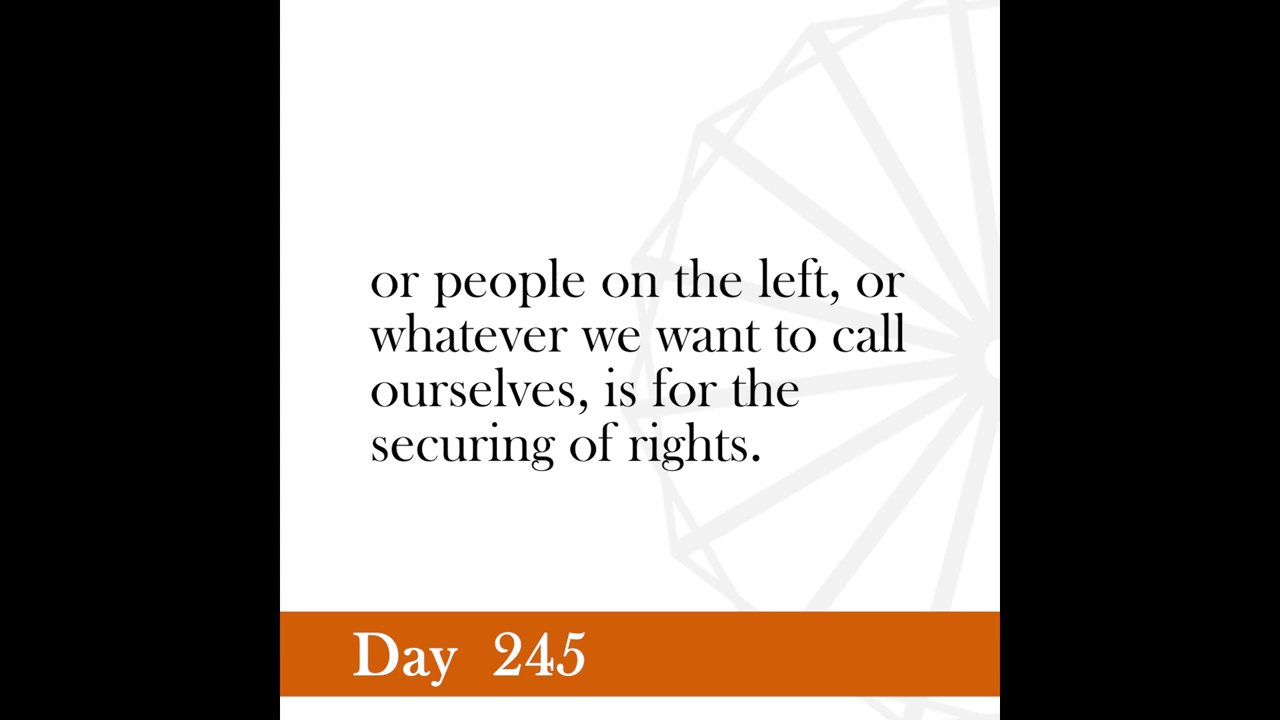 or people on the left, or
whatever we want to call
ourselves, is for the
securing of rights.
Day 245